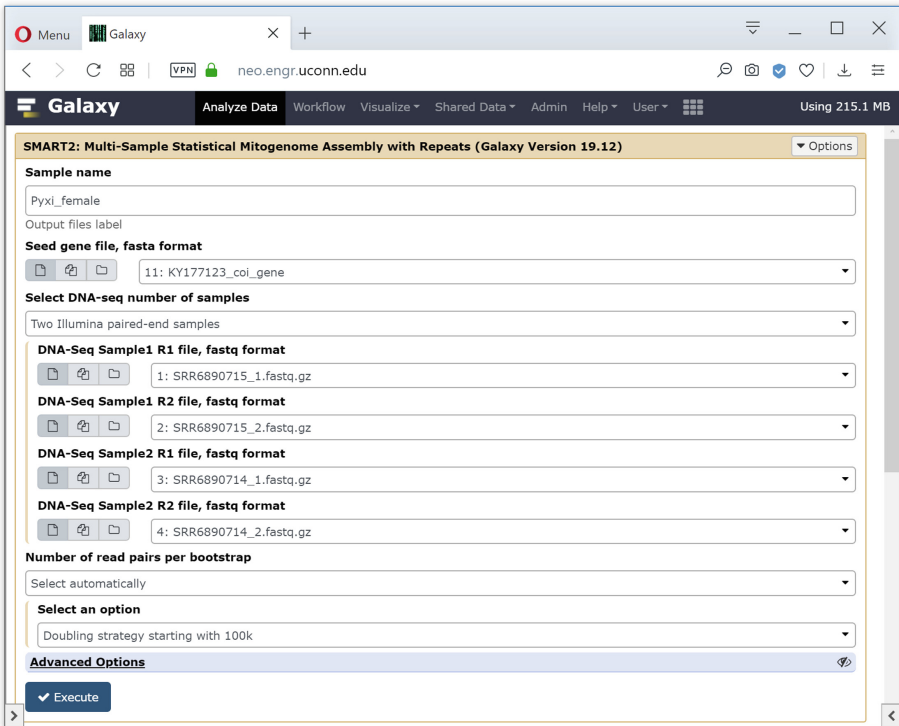 Menu Galaxy
VPN neo.engr.uconn.edu
Galaxy Analyze Data Workflow Visualize Shared Data Admin Help User Using 215.1 MB
SMART2: Multi-Sample Statistical Mitogenome Assembly with Repeats (Galaxy Version 19.12) Options
Sample name
Pyxi_female
Output files label
Seed gene file, fasta format
11: KY177123_coi_gene
Select DNA-seq number of samples
Two Illumina paired-end samples
DNA-Seq Sample1 R1 file, fastq format
1: SRR6890715_1.fastq.gz
DNA-Seq Sample1 R2 file, fastq format
2: SRR6890715_2.fastq.gz
DNA-Seq Sample2 R1 file, fastq format
3: SRR6890714_1.fastq.gz
DNA-Seq Sample2 R2 file, fastq format
4: SRR6890714_2.fastq.gz
Number of read pairs per bootstrap
Select automatically
Select an option
Doubling strategy starting with 100k
Advanced Options
Execute